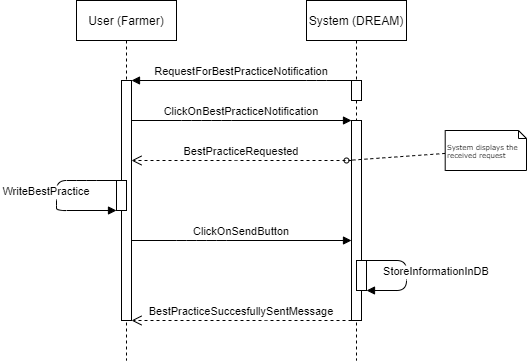 User (Farmer)
System (DREAM)
RequestForBestPracticeNotification
ClickOnBestPracticeNotification
BestPracticeRequested
System displays the
received request
WriteBestPractice
ClickOnSendButton
StoreInformationInDB
BestPracticeSuccesfullySentMessage